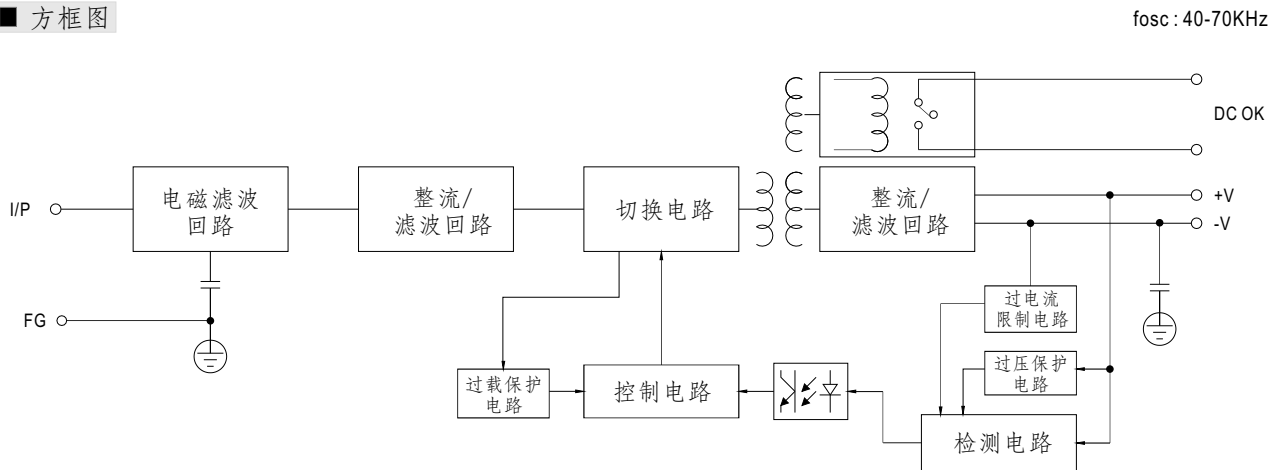 ■ 方框图
fosc : 40-70KHz
DC OK
I/P
电磁滤波
回路
整流/
滤波回路
切换电路
整流/
滤波回路
+V
-V
FG
过电流
限制电路
过载保护
电路
控制电路
过压保护
电路
检测电路